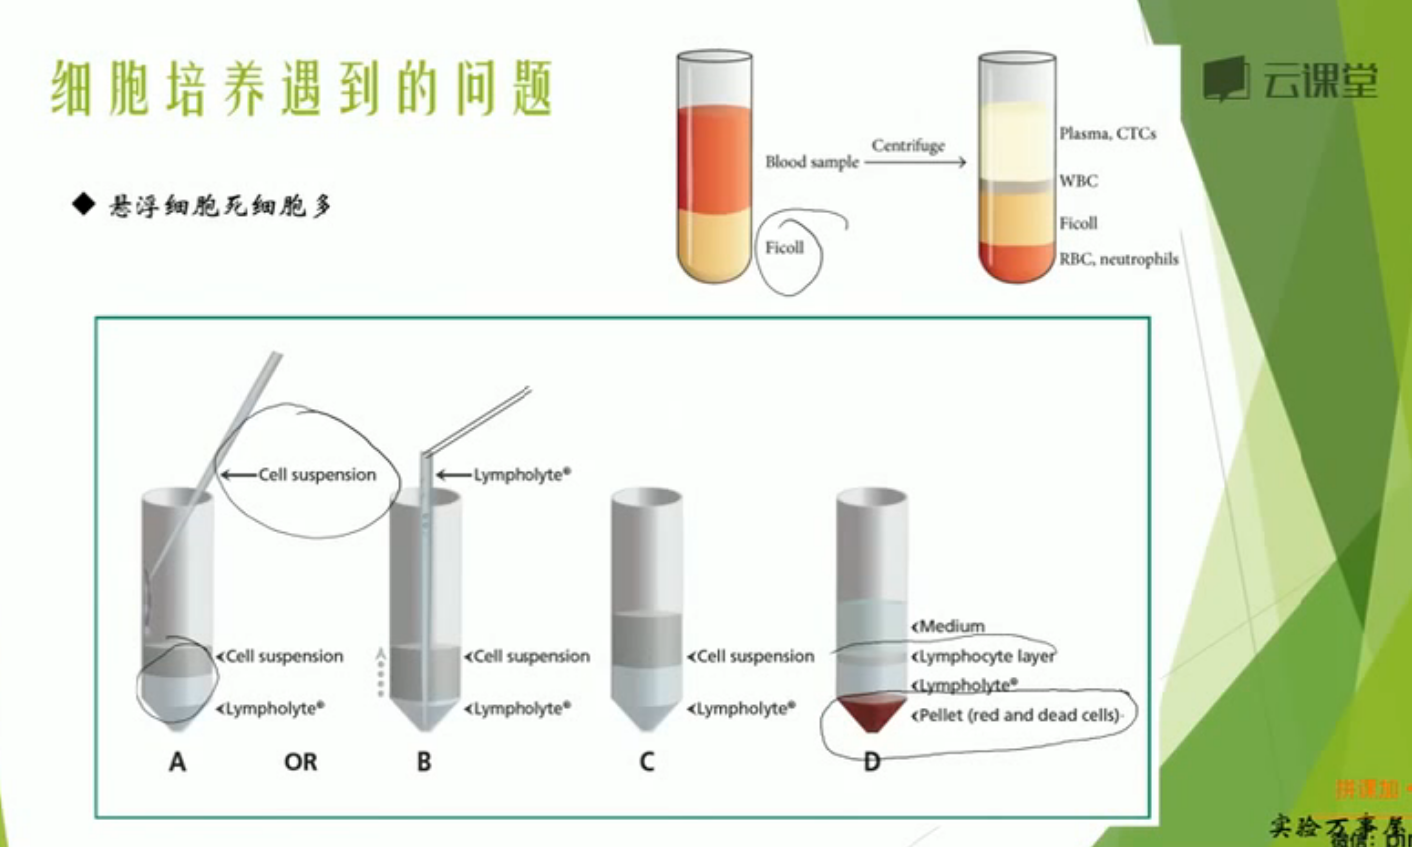 细胞培养遇到的问题
云课堂
◆ 悬浮细胞死细胞多
Blood sample
Centrifuge
Ficoll
Plasma, CTCs
WBC
Ficoll
RBC, neutrophils
Cell suspension
Lympholyte®
Cell suspension
Lympholyte®
Cell suspension
Lympholyte®
Cell suspension
Lympholyte®
Medium
Lymphocyte layer
Lympholyte®
Pellet (red and dead cells)
A OR B C D
拼课加
实验万事屋
微信: